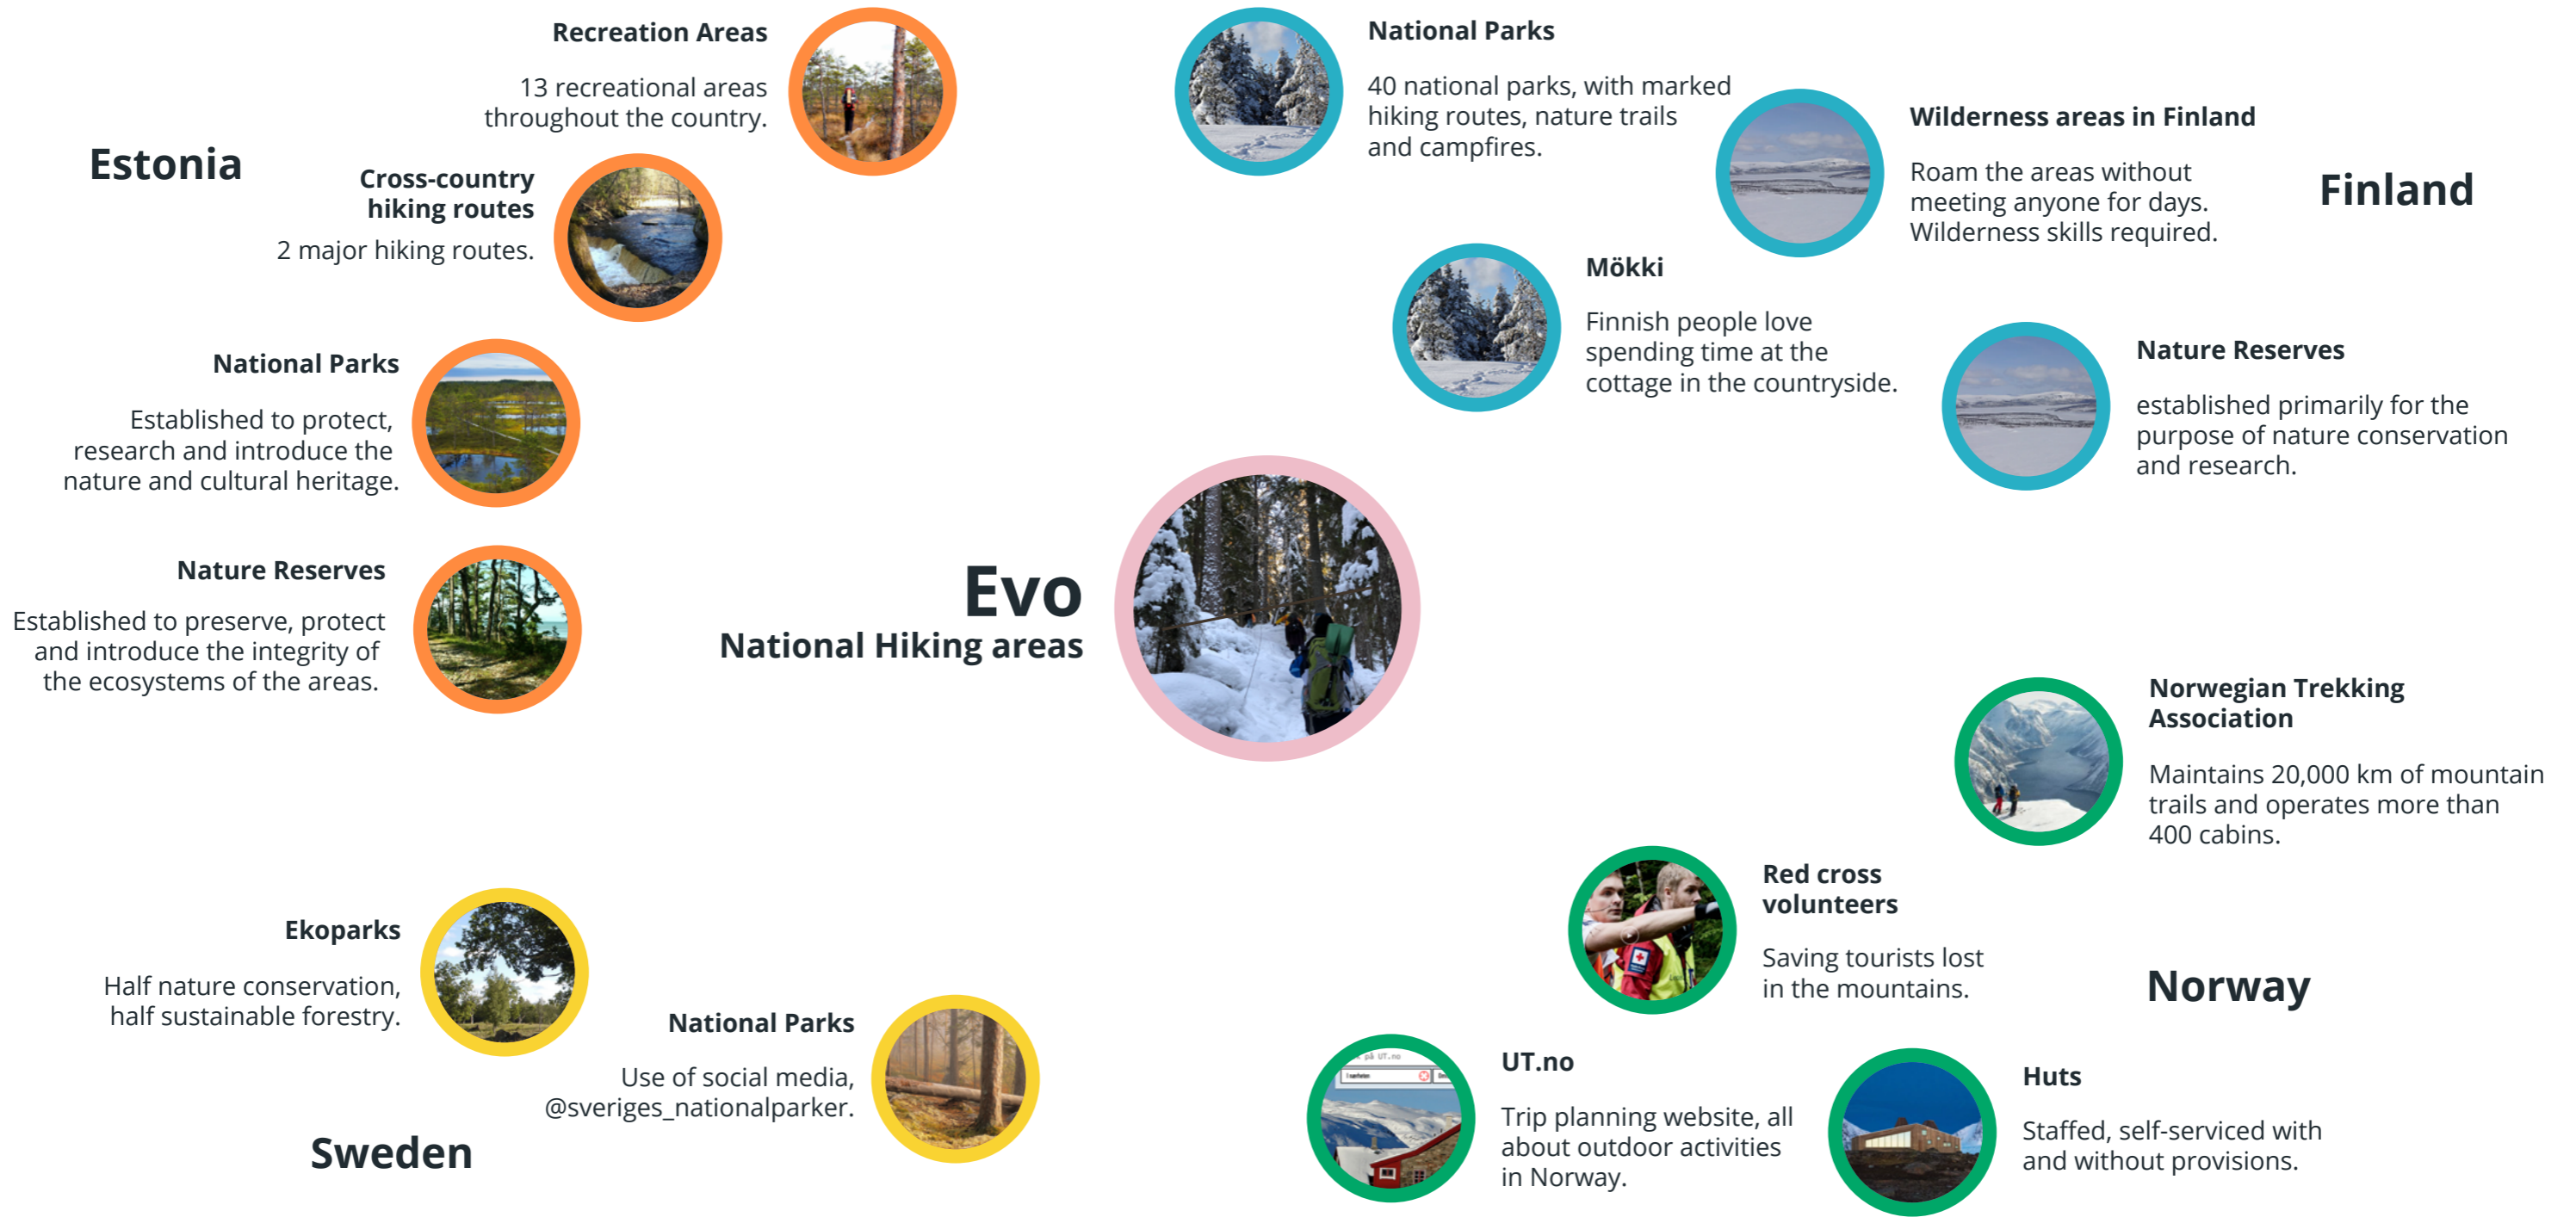 Estonia
Recreation Areas
13 recreational areas
throughout the country.
Cross-country
hiking routes
2 major hiking routes.
National Parks
Established to protect,
research and introduce the
nature and cultural heritage.
Nature Reserves
Established to preserve, protect
and introduce the integrity of
the ecosystems of the areas.
Finland
National Parks
40 national parks, with marked
hiking routes, nature trails
and campfires.
Wilderness areas in Finland
Roam the areas without
meeting anyone for days.
Wilderness skills required.
Mökki
Finnish people love
spending time at the
cottage in the countryside.
Nature Reserves
established primarily for the
purpose of nature conservation
and research.
Evo
National Hiking areas
Sweden
Ekoparks
Half nature conservation,
half sustainable forestry.
National Parks
Use of social media,
@sveriges_nationalparker.
Norway
Norwegian Trekking
Association
Maintains 20,000 km of mountain
trails and operates more than
400 cabins.
Red cross
volunteers
Saving tourists lost
in the mountains.
på UT.no
UT.no
Trip planning website, all
about outdoor activities
in Norway.
Huts
Staffed, self-serviced with
and without provisions.